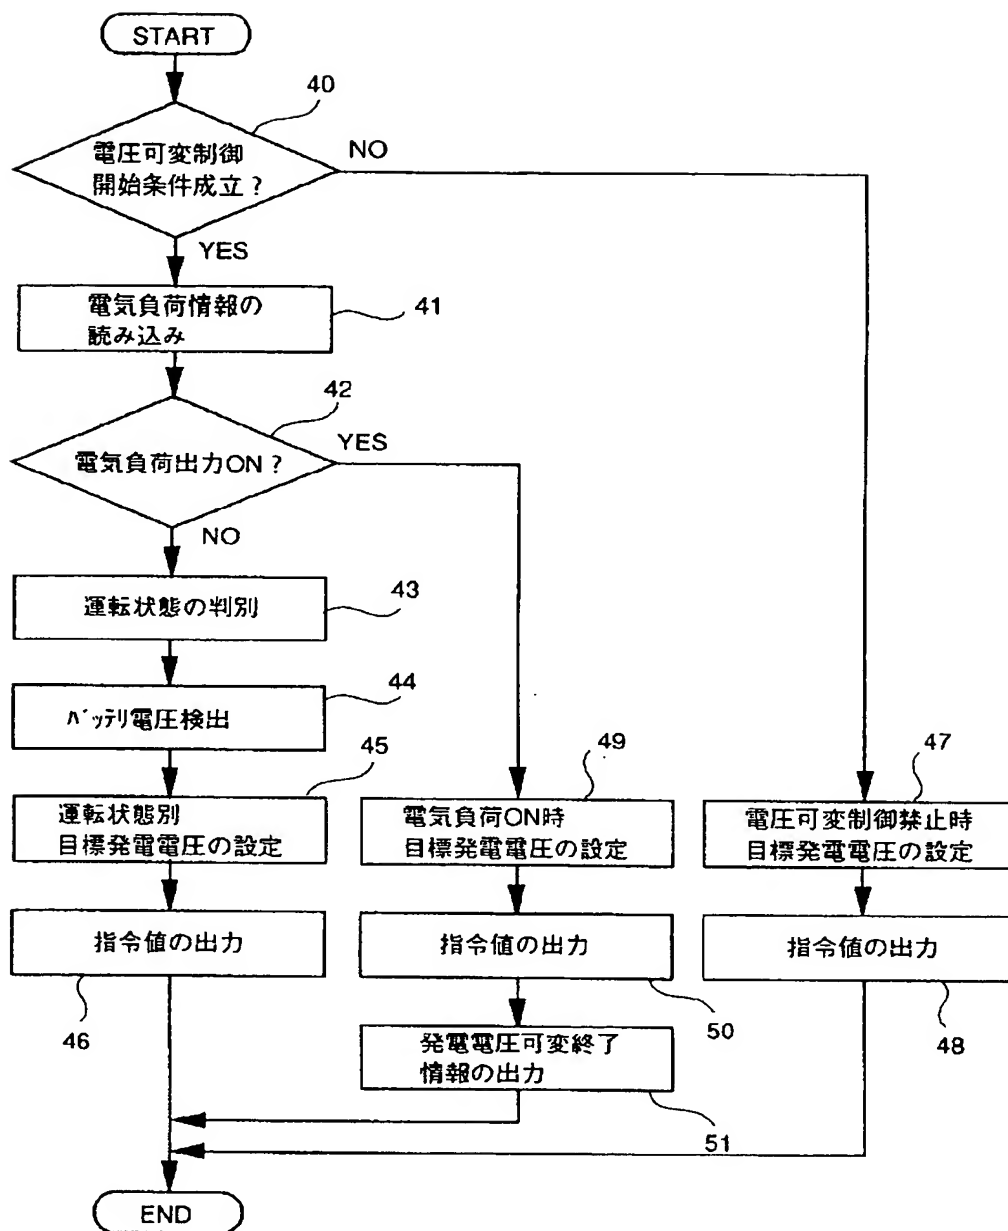 START
40
電圧可変制御
開始条件成立？
NO
YES
電気負荷情報の
読み込み
41
42
電気負荷出力ON？
YES
NO
運転状態の判別
43
44
ﾊﾞｯﾃﾘ電圧検出
45
運転状態別
目標発電電圧の設定
49
電気負荷ON時
目標発電電圧の設定
47
電圧可変制御禁止時
目標発電電圧の設定
指令値の出力
46
指令値の出力
50
指令値の出力
48
発電電圧可変終了
情報の出力
51
END